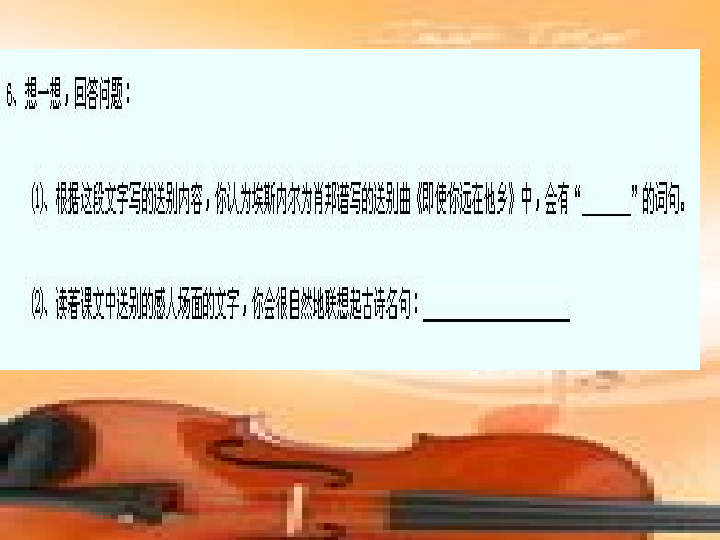 6、想一想，回答问题：
⑴、根据这段文字写的送别内容，你认为埃斯内尔为肖邦谱写的送别曲《即使你远在他乡》中，会有“______”的词句。
⑵、读着课文中送别的感人场面的文字，你会很自然地联想起古诗名句：__________________